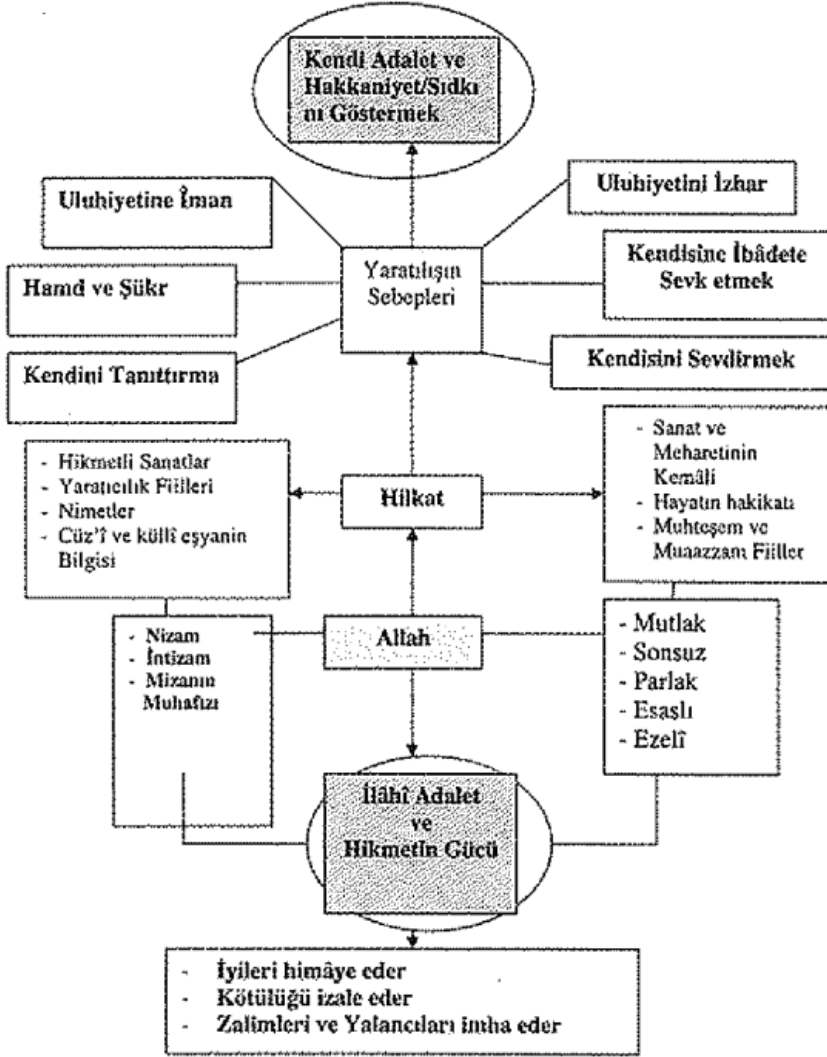 Kendi Adalet ve
Hakkaniyet/Sıdkı
nı Göstermek
Uluhiyetine Îman
Uluhiyetini İzhar
Hamd ve Şükr
Yaratılışın
Sebepleri
Kendisine İbâdete
Sevk etmek
Kendini Tanıttırma
Kendisini Sevdirmek
- Hikmetli Sanatlar
- Yaratıcılık Fiilleri
- Nimetler
- Cüz'î ve küllî eşyanin
Bilgisi
Hilkat
- Sanat ve
Meharetinin
Kemâli
- Hayatın hakikatı
- Muhteşem ve
Muazzam Fiiller
- Nizam
- İntizam
- Mizanın
Muhafızı
Allah
- Mutlak
- Sonsuz
- Parlak
- Esaslı
- Ezelî
İlâhî Adalet
ve
Hikmetin Gücü
- İyileri himâye eder
- Kötülüğü izale eder
- Zalimleri ve Yalancıları imha eder